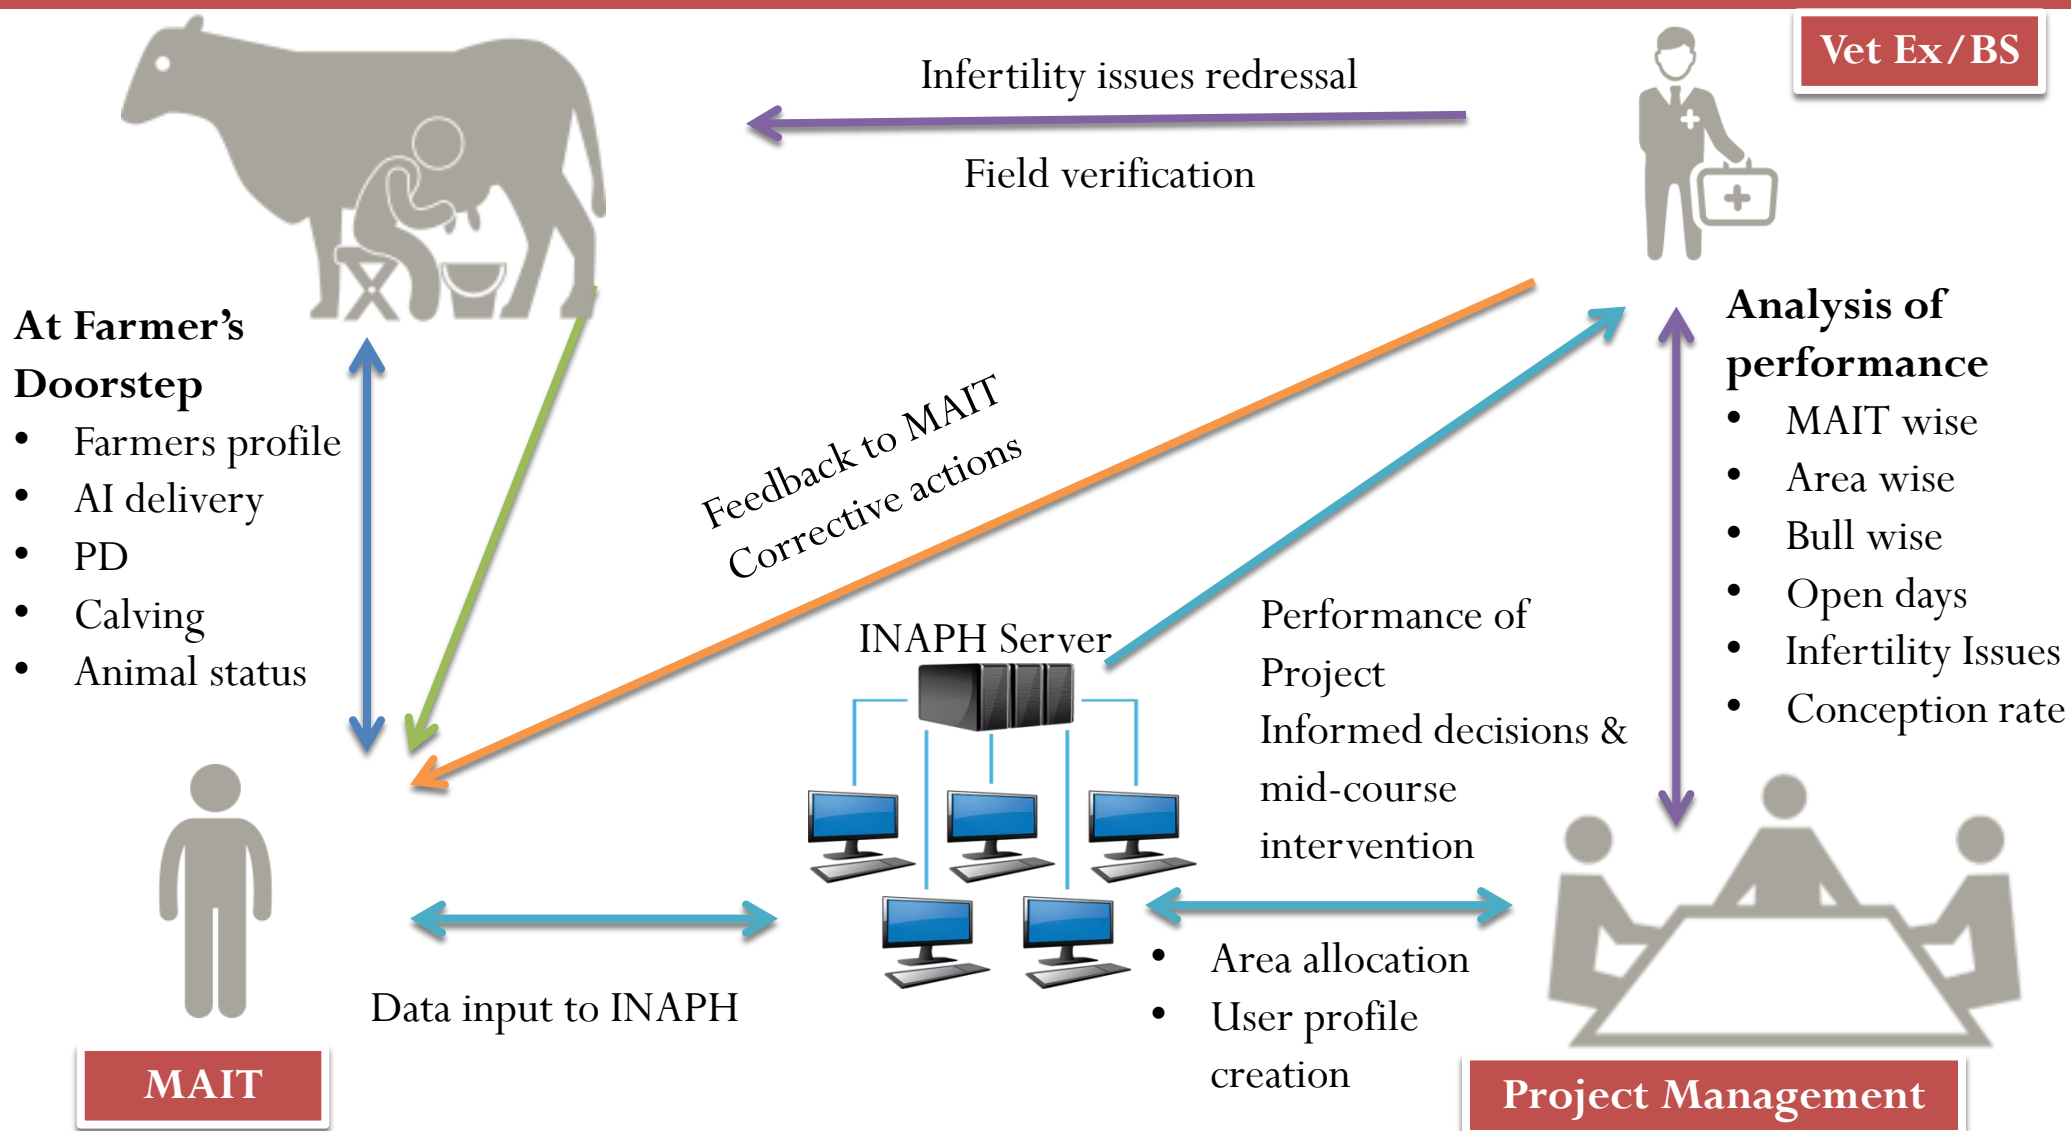 Vet Ex/BS
Infertility issues redressal
Field verification
At Farmer’s
Doorstep
• Farmers profile
• AI delivery
• PD
• Calving
• Animal status
Feedback to MAIT
Corrective actions
Analysis of
performance
• MAIT wise
• Area wise
• Bull wise
• Open days
• Infertility Issues
• Conception rate
INAPH Server
Performance of
Project
Informed decisions &
mid-course
intervention
Data input to INAPH
• Area allocation
• User profile
creation
MAIT
Project Management